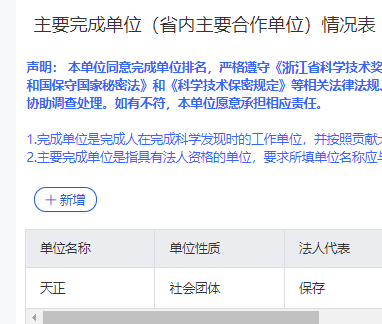 主要完成单位（省内主要合作单位）情况表
声明： 本单位同意完成单位排名，严格遵守《浙江省科学技术奖
和国保守国家秘密法》和《科学技术保密规定》等相关法律法规、
协助调查处理。如有不符，本单位愿意承担相应责任。
1.完成单位是完成人在完成科学发现时的工作单位，并按照贡献大
2.主要完成单位是指具有法人资格的单位，要求所填单位名称应与
+ 新增
单位名称 单位性质 法人代表
天正 社会团体 保存